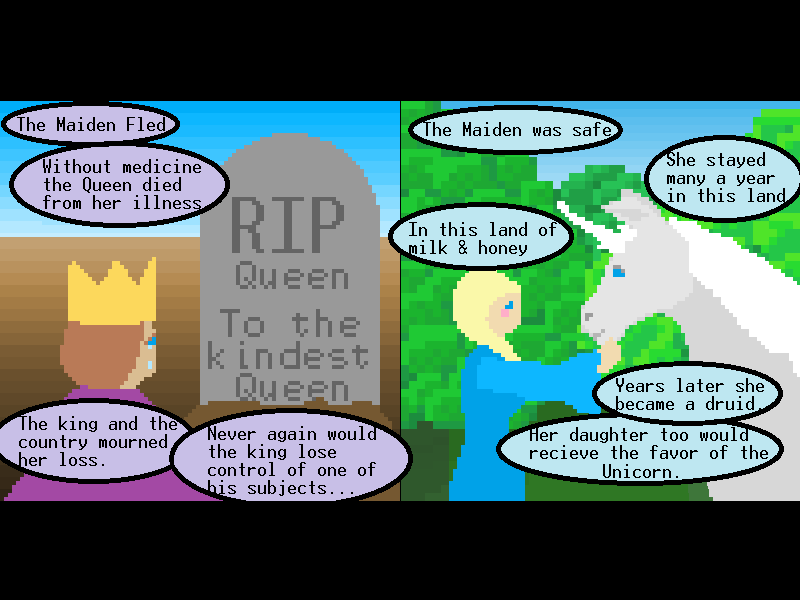 The Maiden Fled
Without medicine
the Queen died
from her illness
RIP
Queen
To the
kindest
Queen
The king and the
country mourned
her loss.
Never again would
the king lose
control of one of
his subjects...
The Maiden was safe
She stayed
many a year
in this land
In this land of
milk & honey
Years later she
became a druid
Her daughter too would
recieve the favor of the
Unicorn.